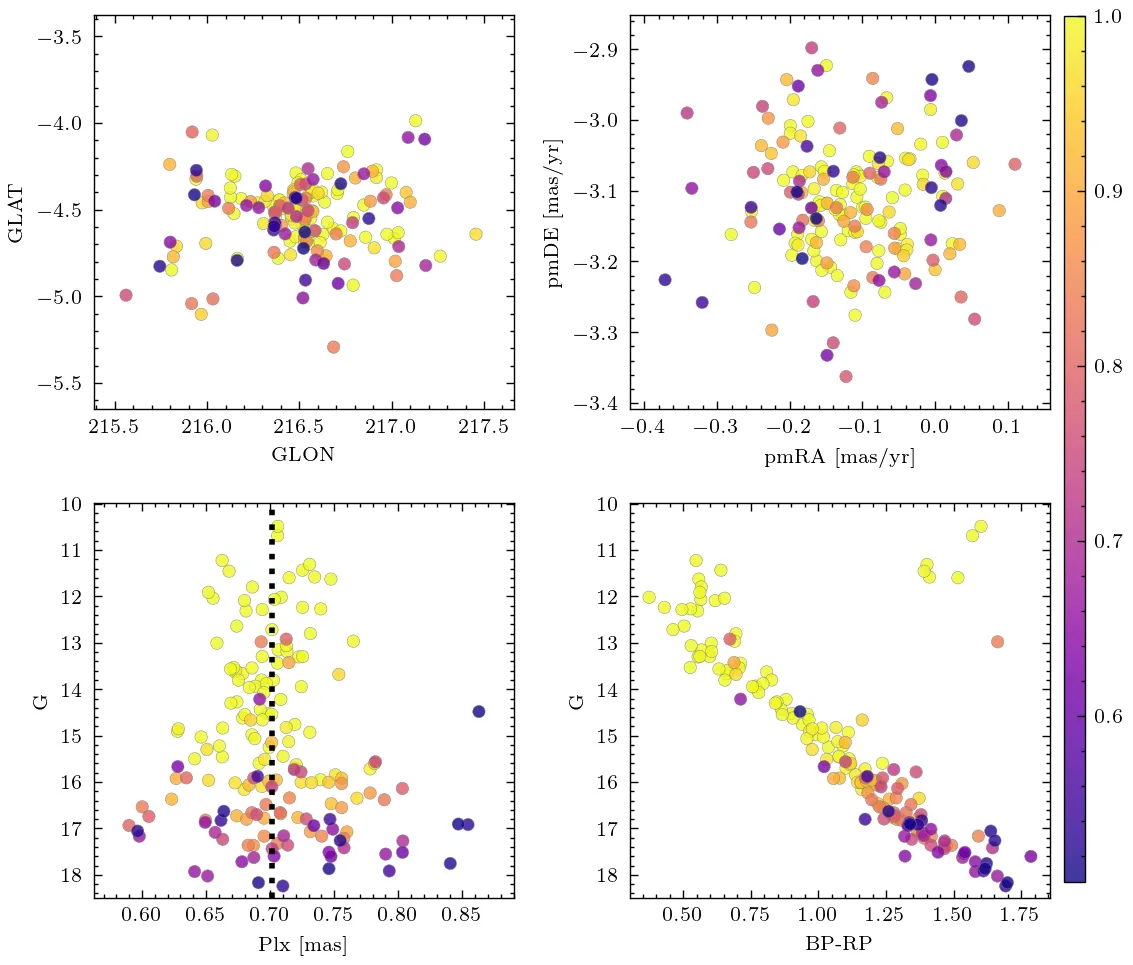 −3.5
−4.0
−4.5
−5.0
−5.5
GLAT
215.5 216.0 216.5 217.0 217.5
GLON
−2.9
−3.0
−3.1
−3.2
−3.3
−3.4
pmDE [mas/yr]
−0.4 −0.3 −0.2 −0.1 0.0 0.1
pmRA [mas/yr]
1.0
0.9
0.8
0.7
0.6
10
11
12
13
14
15
16
17
18
G
0.60 0.65 0.70 0.75 0.80 0.85
Plx [mas]
10
11
12
13
14
15
16
17
18
G
0.50 0.75 1.00 1.25 1.50 1.75
BP-RP